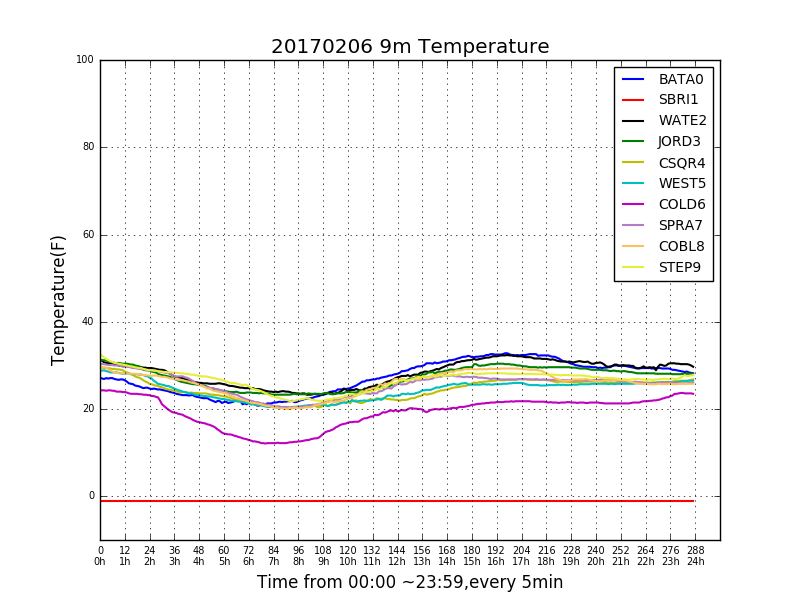 20170206 9m Temperature
100
80
60
40
20
0
Temperature(F)
BATA0
SBRI1
WATE2
JORD3
CSQR4
WEST5
COLD6
SPRA7
COBL8
STEP9
0 12 24 36 48 60 72 84 96 108 120 132 144 156 168 180 192 204 216 228 240 252 264 276 288
0h 1h 2h 3h 4h 5h 6h 7h 8h 9h 10h 11h 12h 13h 14h 15h 16h 17h 18h 19h 20h 21h 22h 23h 24h
Time from 00:00 ~23:59,every 5min